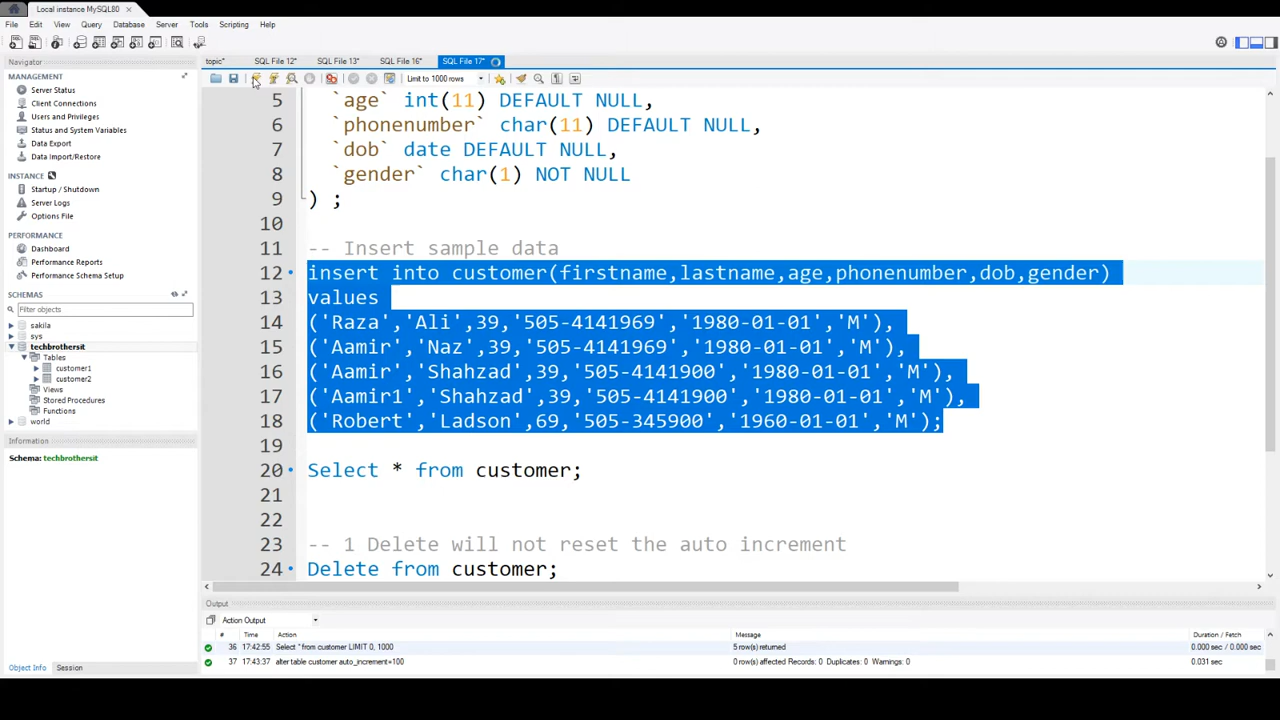 Local instance MySQL80 ×
File Edit View Query Database Server Tools Scripting Help
Navigator
MANAGEMENT
Server Status
Client Connections
Users and Privileges
Status and System Variables
Data Export
Data Import/Restore
INSTANCE
Startup / Shutdown
Server Logs
Options File
PERFORMANCE
Dashboard
Performance Reports
Performance Schema Setup
SCHEMAS
Filter objects
sakila
sys
techbrothersit
Tables
customer1
customer2
Views
Stored Procedures
Functions
world
Information
Schema: techbrothersit
Object Info Session
topic* SQL File 12* SQL File 13* SQL File 16* SQL File 17*
Limit to 1000 rows
5 `age` int(11) DEFAULT NULL,
6 `phonenumber` char(11) DEFAULT NULL,
7 `dob` date DEFAULT NULL,
8 `gender` char(1) NOT NULL
9 ) ;
10
11 -- Insert sample data
12 insert into customer(firstname,lastname,age,phonenumber,dob,gender)
13 values
14 ('Raza','Ali',39,'505-4141969','1980-01-01','M'),
15 ('Aamir','Naz',39,'505-4141969','1980-01-01','M'),
16 ('Aamir','Shahzad',39,'505-4141900','1980-01-01','M'),
17 ('Aamir1','Shahzad',39,'505-4141900','1980-01-01','M'),
18 ('Robert','Ladson',69,'505-345900','1960-01-01','M');
19
20 Select * from customer;
21
22
23 -- 1 Delete will not reset the auto increment
24 Delete from customer;
Output
Action Output
# Time Action Message Duration / Fetch
36 17:42:55 Select * from customer LIMIT 0, 1000 5 row(s) returned 0.000 sec / 0.000 sec
37 17:43:37 alter table customer auto_increment=100 0 row(s) affected Records: 0 Duplicates: 0 Warnings: 0 0.031 sec